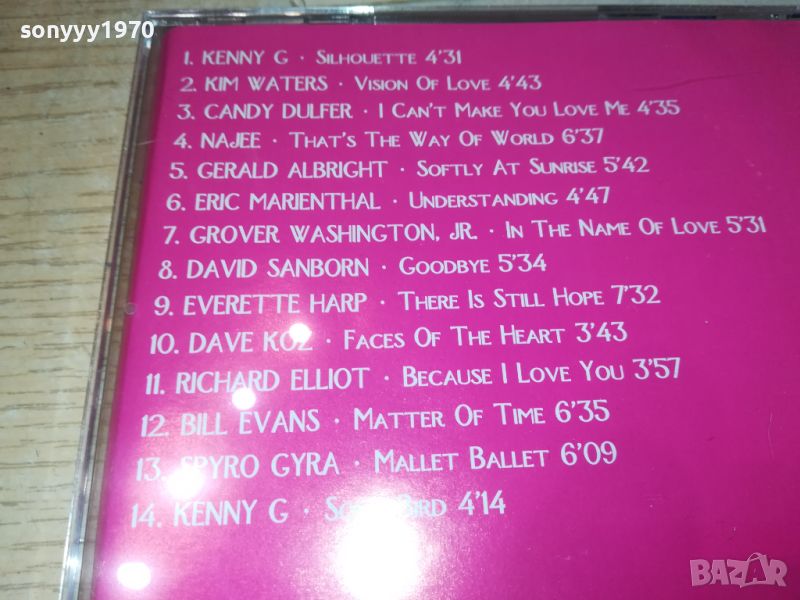 sonyyy1970
1. KENNY G · SILHOUETTE 4'31
2. KIM WATERS · VISION OF LOVE 4'43
3. CANDY DULFER · I CAN'T MAKE YOU LOVE ME 4'35
4. NAJEE · THAT'S THE WAY OF WORLD 6'37
5. GERALD ALBRIGHT · SOFTLY AT SUNRISE 5'42
6. ERIC MARIENTHAL · UNDERSTANDING 4'47
7. GROVER WASHINGTON, JR. · IN THE NAME OF LOVE 5'31
8. DAVID SANBORN · GOODBYE 5'34
9. EVERETTE HARP · THERE IS STILL HOPE 7'32
10. DAVE KOZ · FACES OF THE HEART 3'43
11. RICHARD ELLIOT · BECAUSE I LOVE YOU 3'57
12. BILL EVANS · MATTER OF TIME 6'35
13. SPYRO GYRA · MALLET BALLET 6'09
14. KENNY G · BIRD 4'14
BAZAR